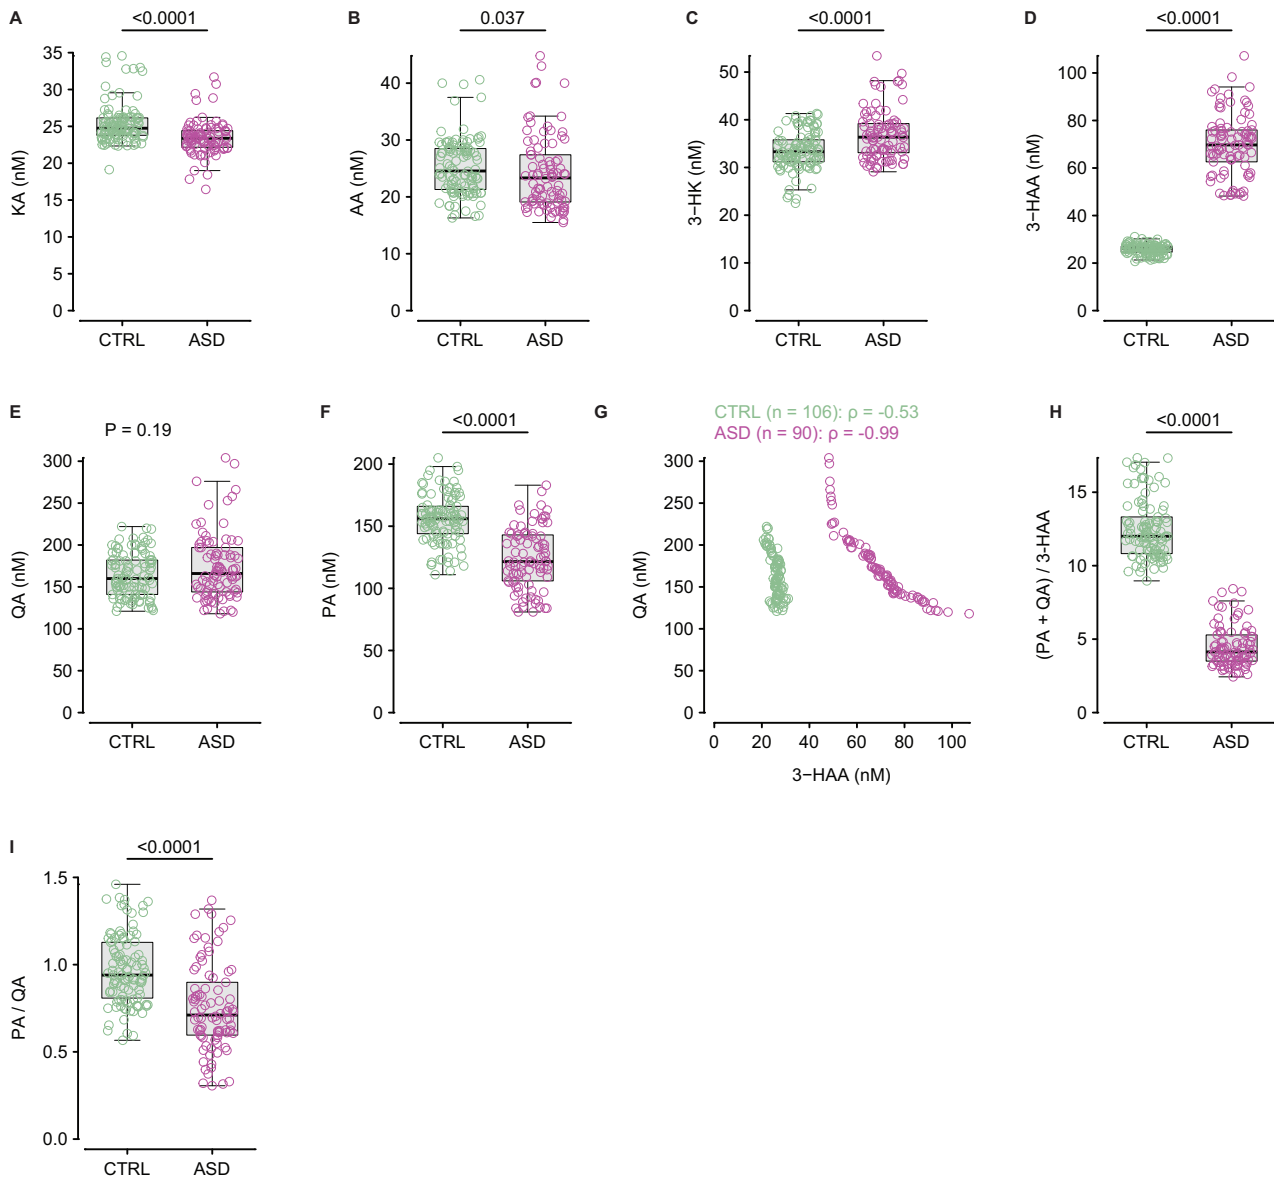 A
<0.0001
KA (nM)
35
30
25
20
15
10
5
0
CTRL ASD
B
0.037
AA (nM)
40
30
20
10
0
CTRL ASD
C
<0.0001
3−HK (nM)
50
40
30
20
10
0
CTRL ASD
D
<0.0001
3−HAA (nM)
100
80
60
40
20
0
CTRL ASD
E
P = 0.19
QA (nM)
300
250
200
150
100
50
0
CTRL ASD
F
<0.0001
PA (nM)
200
150
100
50
0
CTRL ASD
G
CTRL (n = 106): ρ = -0.53
ASD (n = 90): ρ = -0.99
QA (nM)
300
250
200
150
100
50
0
0 20 40 60 80 100
3−HAA (nM)
H
<0.0001
(PA + QA) / 3-HAA
15
10
5
0
CTRL ASD
I
<0.0001
PA / QA
1.5
1.0
0.5
0.0
CTRL ASD